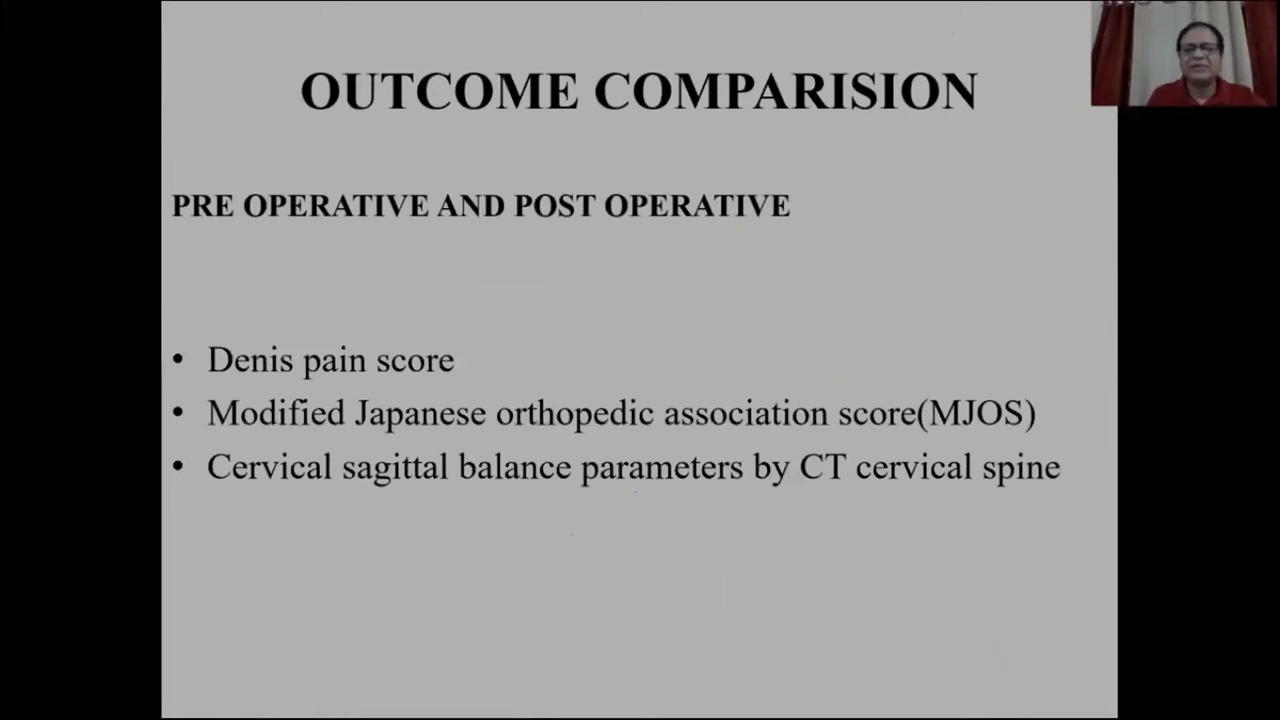 OUTCOME COMPARISION
PRE OPERATIVE AND POST OPERATIVE
• Denis pain score
• Modified Japanese orthopedic association score(MJOS)
• Cervical sagittal balance parameters by CT cervical spine